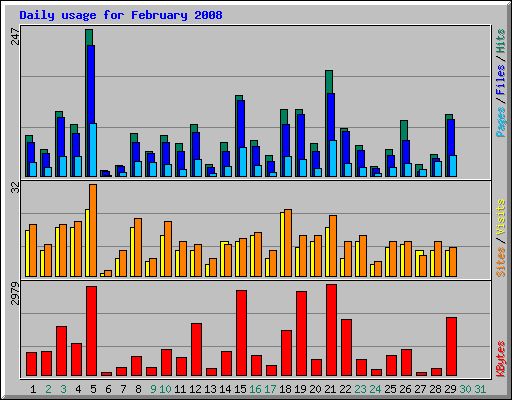 Daily usage for February 2008
247
Pages / Files / Hits
32
Sites / Visits
2979
KBytes
1 2 3 4 5 6 7 8 9 10 11 12 13 14 15 16 17 18 19 20 21 22 23 24 25 26 27 28 29 30 31